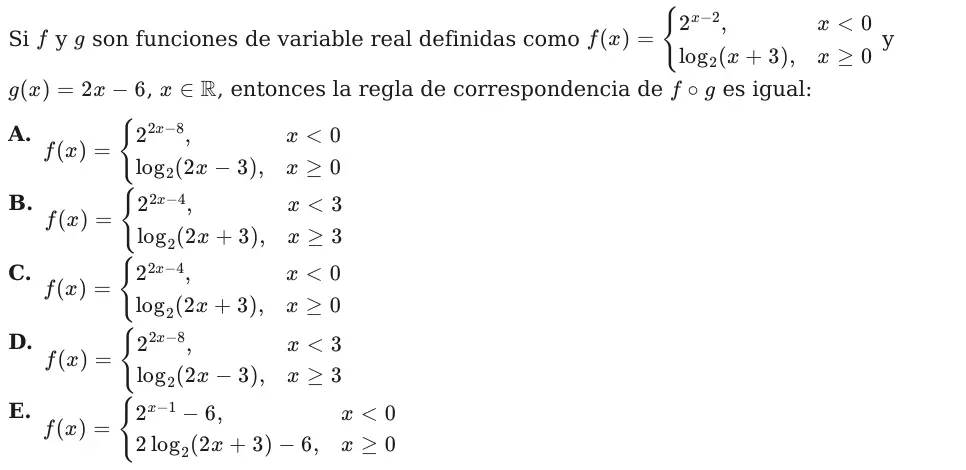 Si f y g son funciones de variable real definidas como f(x) = { 2^{x−2}, x < 0
log₂(x + 3), x ≥ 0 y
g(x) = 2x − 6, x ∈ ℝ, entonces la regla de correspondencia de f ∘ g es igual:
A. f(x) = { 2^{2x−8}, x < 0
log₂(2x − 3), x ≥ 0
B. f(x) = { 2^{2x−4}, x < 3
log₂(2x + 3), x ≥ 3
C. f(x) = { 2^{2x−4}, x < 0
log₂(2x + 3), x ≥ 0
D. f(x) = { 2^{2x−8}, x < 3
log₂(2x − 3), x ≥ 3
E. f(x) = { 2^{x−1} − 6, x < 0
2 log₂(2x + 3) − 6, x ≥ 0